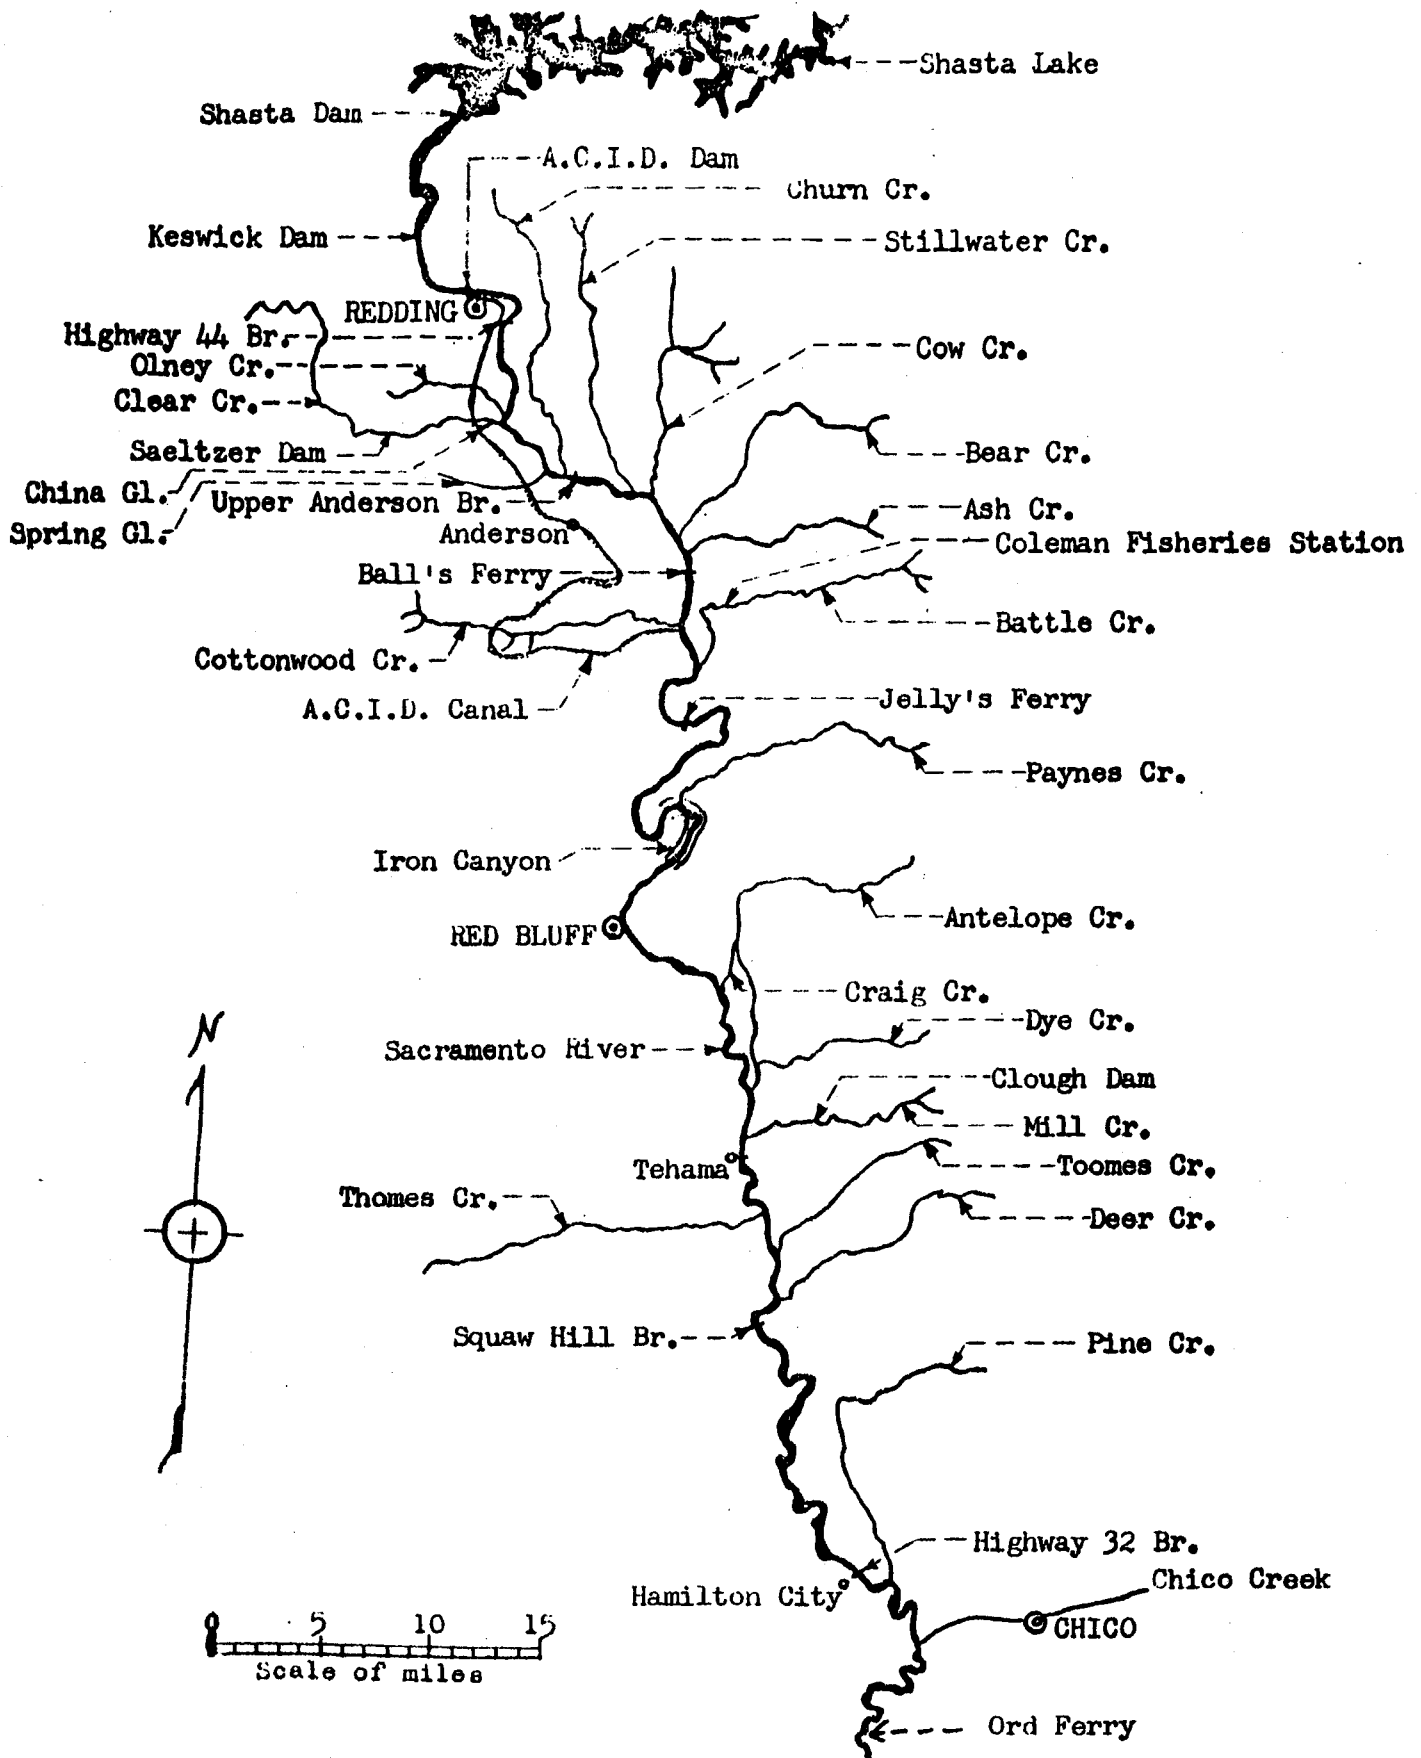 Shasta Lake
Shasta Dam
A.C.I.D. Dam
Churn Cr.
Keswick Dam
Stillwater Cr.
REDDING
Highway 44 Br.
Olney Cr.
Cow Cr.
Clear Cr.
Saeltzer Dam
Bear Cr.
China Gl.
Upper Anderson Br.
Ash Cr.
Spring Gl.
Anderson
Coleman Fisheries Station
Ball's Ferry
Battle Cr.
Cottonwood Cr.
A.C.I.D. Canal
Jelly's Ferry
Paynes Cr.
Iron Canyon
Antelope Cr.
RED BLUFF
Craig Cr.
N
Dye Cr.
Sacramento River
Clough Dam
Mill Cr.
Tehama
Toomes Cr.
Thomes Cr.
Deer Cr.
Squaw Hill Br.
Pine Cr.
Highway 32 Br.
Chico Creek
Hamilton City
0 5 10 15
CHICO
Scale of miles
Ord Ferry